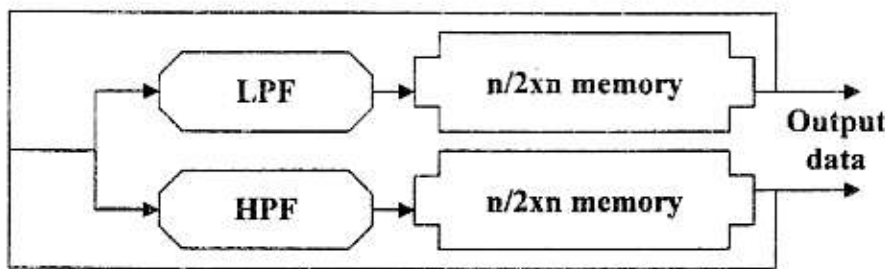 LPF
n/2xn memory
Output
data
HPF
n/2xn memory